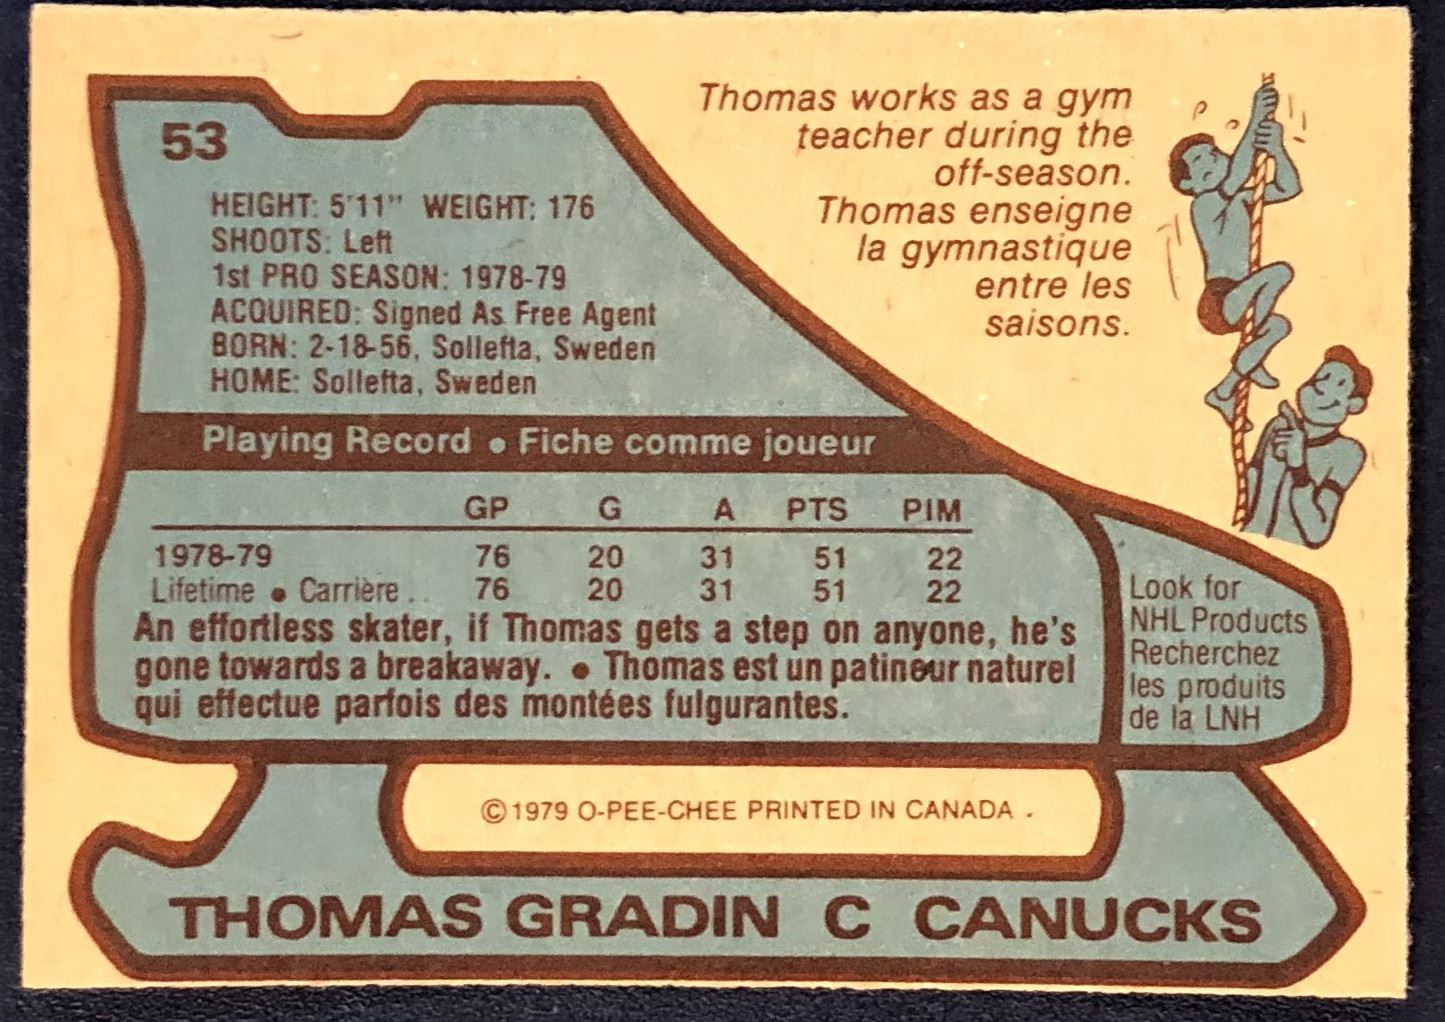 53
HEIGHT: 5'11" WEIGHT: 176
SHOOTS: Left
1st PRO SEASON: 1978-79
ACQUIRED: Signed As Free Agent
BORN: 2-18-56, Sollefta, Sweden
HOME: Sollefta, Sweden
Thomas works as a gym
teacher during the
off-season.
Thomas enseigne
la gymnastique
entre les
saisons.
Playing Record • Fiche comme joueur
GP G A PTS PIM
1978-79 76 20 31 51 22
Lifetime • Carrière .. 76 20 31 51 22
An effortless skater, if Thomas gets a step on anyone, he's
gone towards a breakaway. • Thomas est un patineur naturel
qui effectue parfois des montées fulgurantes.
Look for
NHL Products
Recherchez
les produits
de la LNH
©1979 O-PEE-CHEE PRINTED IN CANADA .
THOMAS GRADIN C CANUCKS